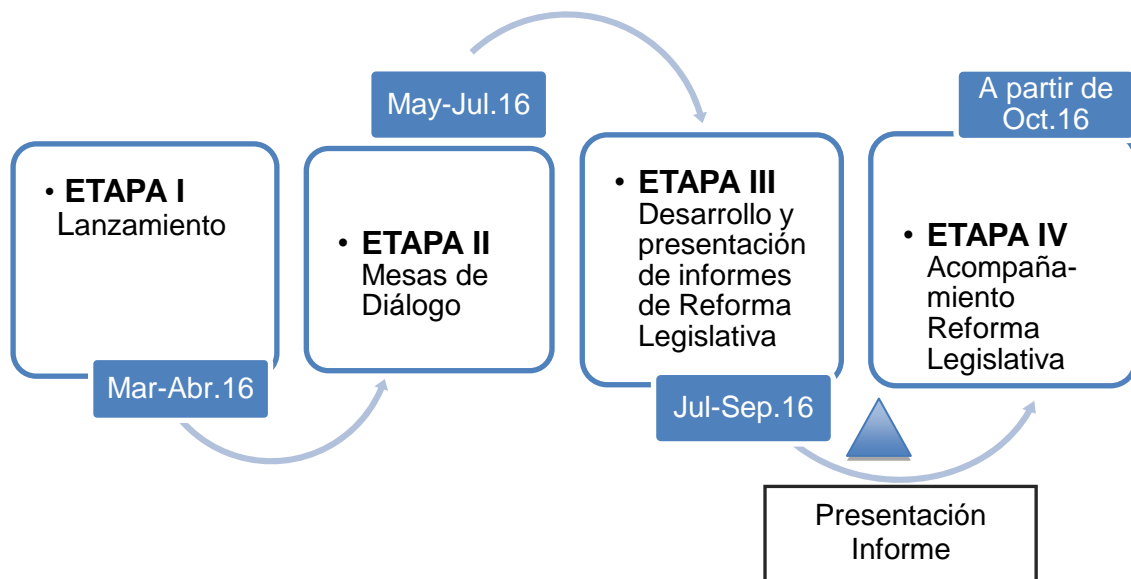 • ETAPA I
Lanzamiento
Mar-Abr.16
May-Jul.16
• ETAPA II
Mesas de
Diálogo
• ETAPA III
Desarrollo y
presentación
de informes
de Reforma
Legislativa
Jul-Sep.16
A partir de
Oct.16
• ETAPA IV
Acompaña-
miento
Reforma
Legislativa
Presentación
Informe